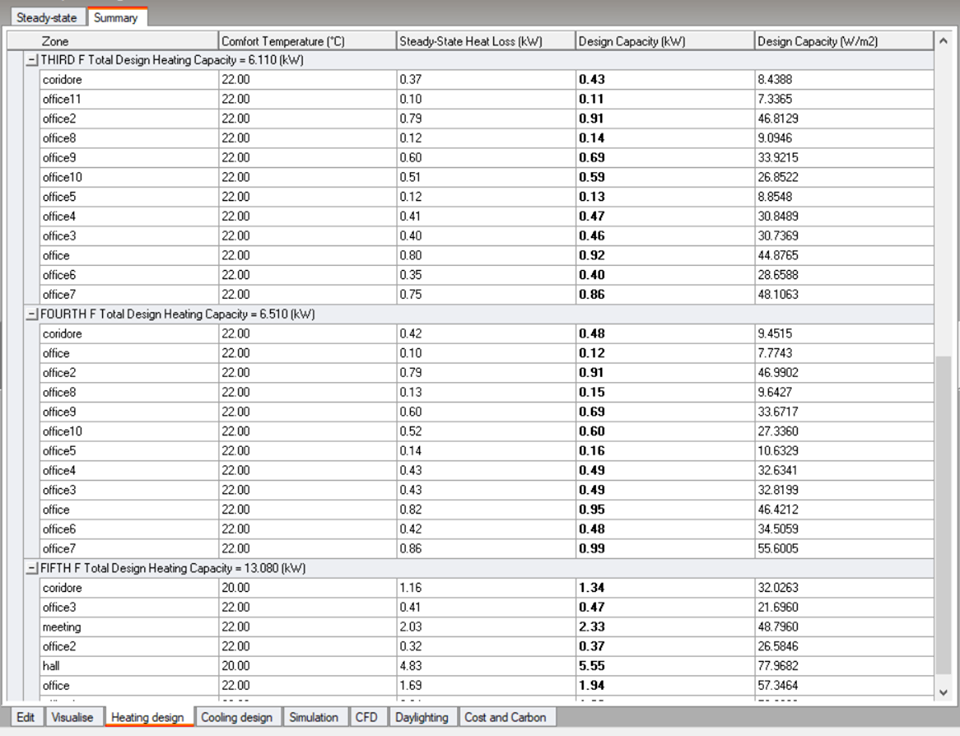 Steady-state Summary
Zone Comfort Temperature (°C) Steady-State Heat Loss (kW) Design Capacity (kW) Design Capacity (W/m2)
THIRD F Total Design Heating Capacity = 6.110 (kW)
coridore 22.00 0.37 0.43 8.4388
office11 22.00 0.10 0.11 7.3365
office2 22.00 0.79 0.91 46.8129
office8 22.00 0.12 0.14 9.0946
office9 22.00 0.60 0.69 33.9215
office10 22.00 0.51 0.59 26.8522
office5 22.00 0.12 0.13 8.8548
office4 22.00 0.41 0.47 30.8489
office3 22.00 0.40 0.46 30.7369
office 22.00 0.80 0.92 44.8765
office6 22.00 0.35 0.40 28.6588
office7 22.00 0.75 0.86 48.1063
FOURTH F Total Design Heating Capacity = 6.510 (kW)
coridore 22.00 0.42 0.48 9.4515
office 22.00 0.10 0.12 7.7743
office2 22.00 0.79 0.91 46.9902
office8 22.00 0.13 0.15 9.6427
office9 22.00 0.60 0.69 33.6717
office10 22.00 0.52 0.60 27.3360
office5 22.00 0.14 0.16 10.6329
office4 22.00 0.43 0.49 32.6341
office3 22.00 0.43 0.49 32.8199
office 22.00 0.82 0.95 46.4212
office6 22.00 0.42 0.48 34.5059
office7 22.00 0.86 0.99 55.6005
FIFTH F Total Design Heating Capacity = 13.080 (kW)
coridore 20.00 1.16 1.34 32.0263
office3 22.00 0.41 0.47 21.6960
meeting 22.00 2.03 2.33 48.7960
office2 22.00 0.32 0.37 26.5846
hall 20.00 4.83 5.55 77.9682
office 22.00 1.69 1.94 57.3464
Edit Visualise Heating design Cooling design Simulation CFD Daylighting Cost and Carbon